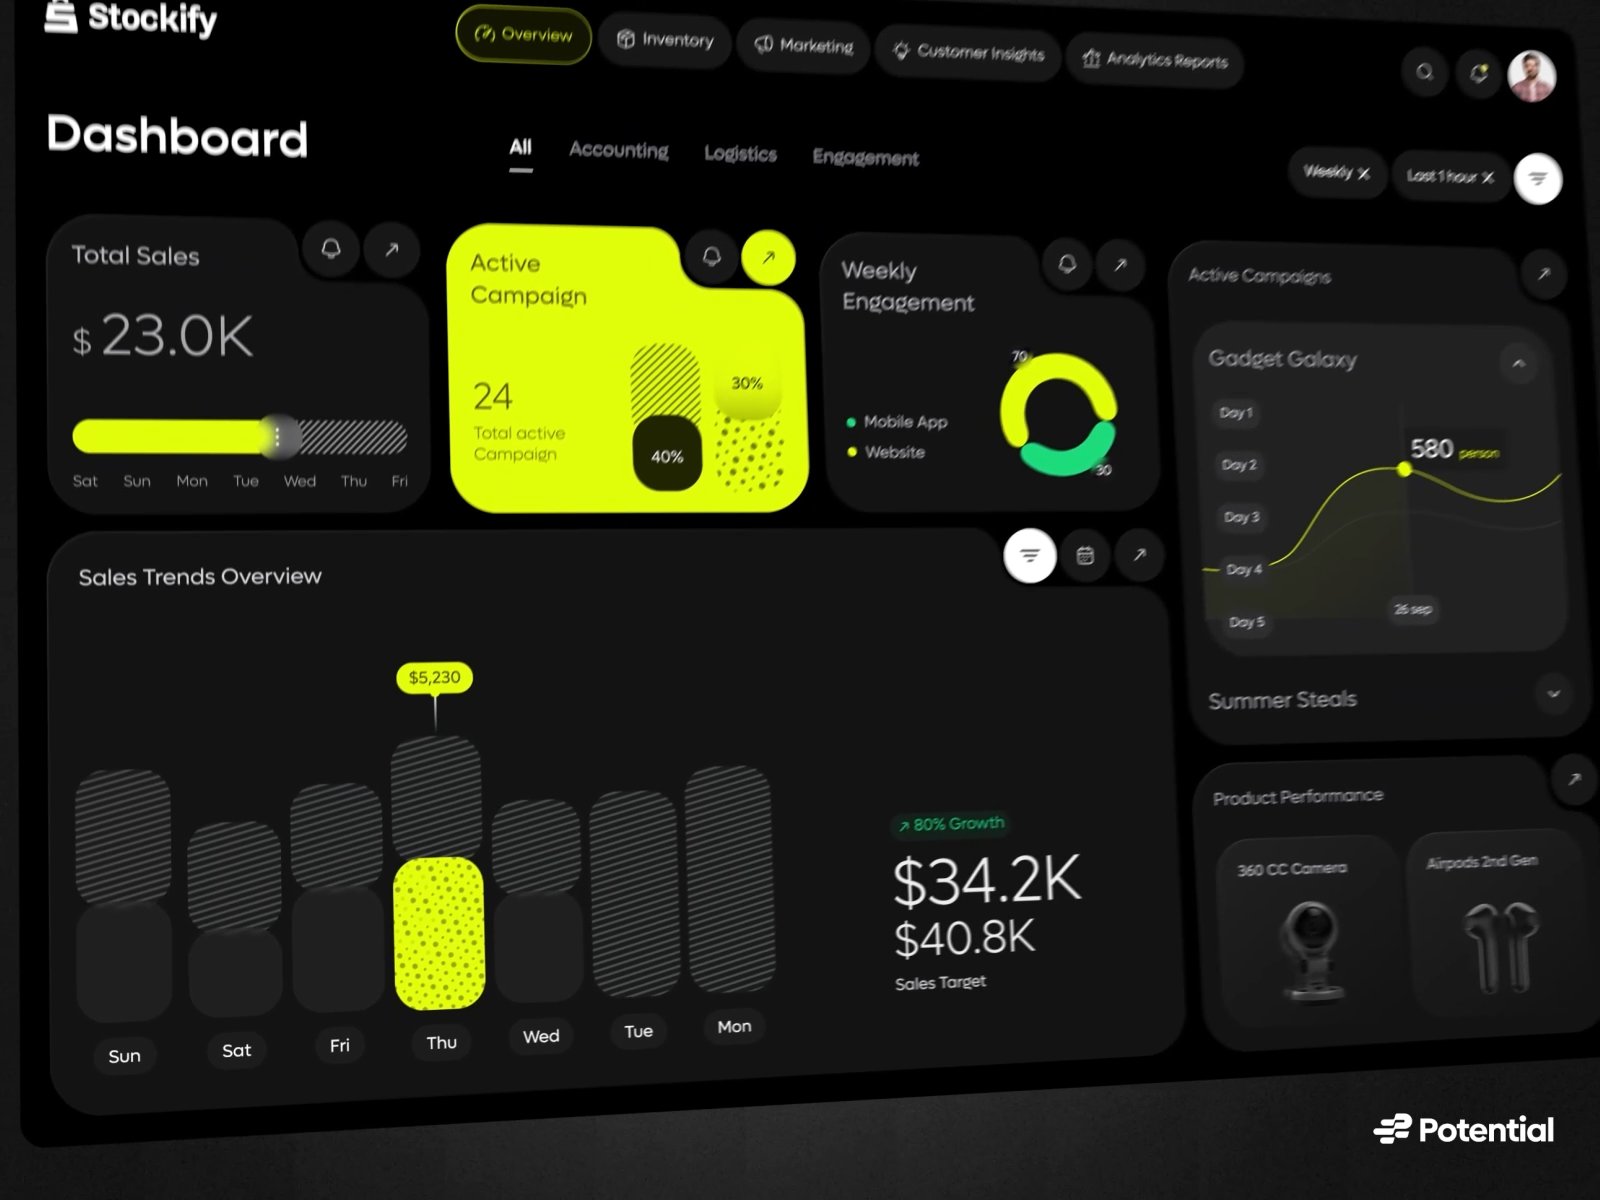 Stockify
Overview
Inventory
Marketing
Customer Insights
Analytics Reports
Dashboard
All
Accounting
Logistics
Engagement
Weekly
Last 1 hour
Total Sales
$ 23.0K
Sat Sun Mon Tue Wed Thu Fri
Active
Campaign
24
Total active
Campaign
40%
30%
Weekly
Engagement
Mobile App
Website
70
30
Active Campaigns
Gadget Galaxy
Day 1
Day 2
Day 3
Day 4
Day 5
580 person
26 sep
Summer Steals
Sales Trends Overview
$5,230
Sun Sat Fri Thu Wed Tue Mon
80% Growth
$34.2K
$40.8K
Sales Target
Product Performance
360 CC Camera
Airpods 2nd Gen
Potential